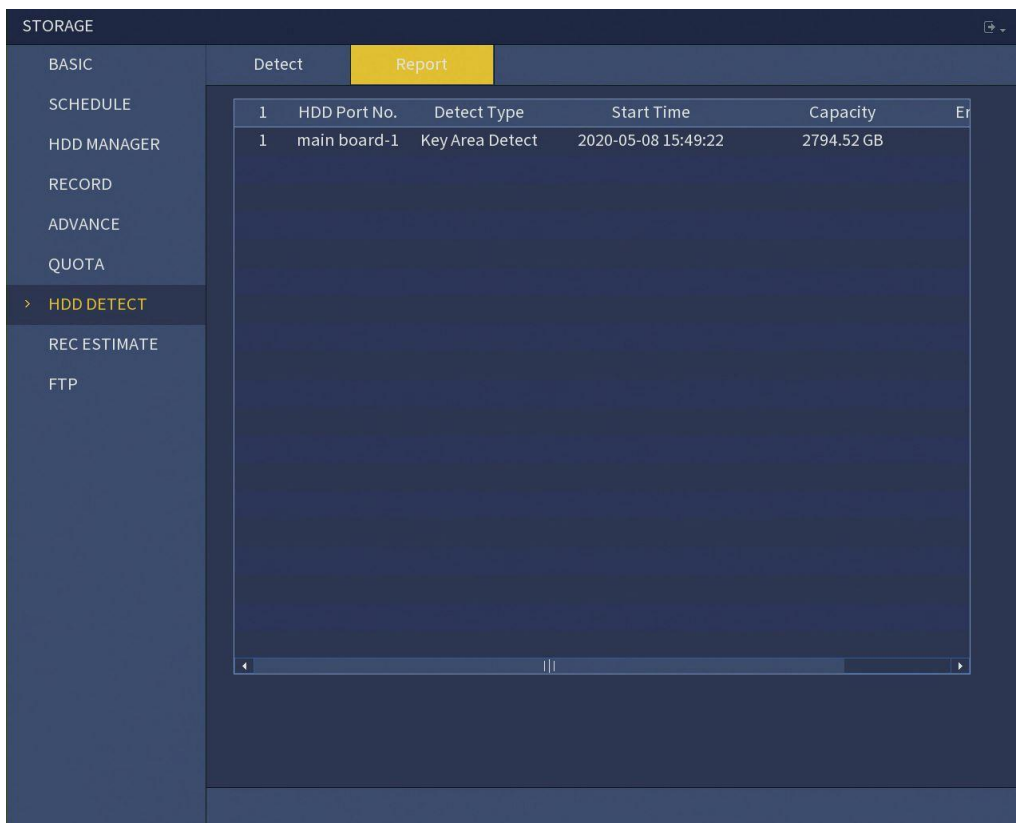 STORAGE
BASIC
SCHEDULE
HDD MANAGER
RECORD
ADVANCE
QUOTA
> HDD DETECT
REC ESTIMATE
FTP
Detect Report
1 HDD Port No. Detect Type Start Time Capacity Er
1 main board-1 Key Area Detect 2020-05-08 15:49:22 2794.52 GB